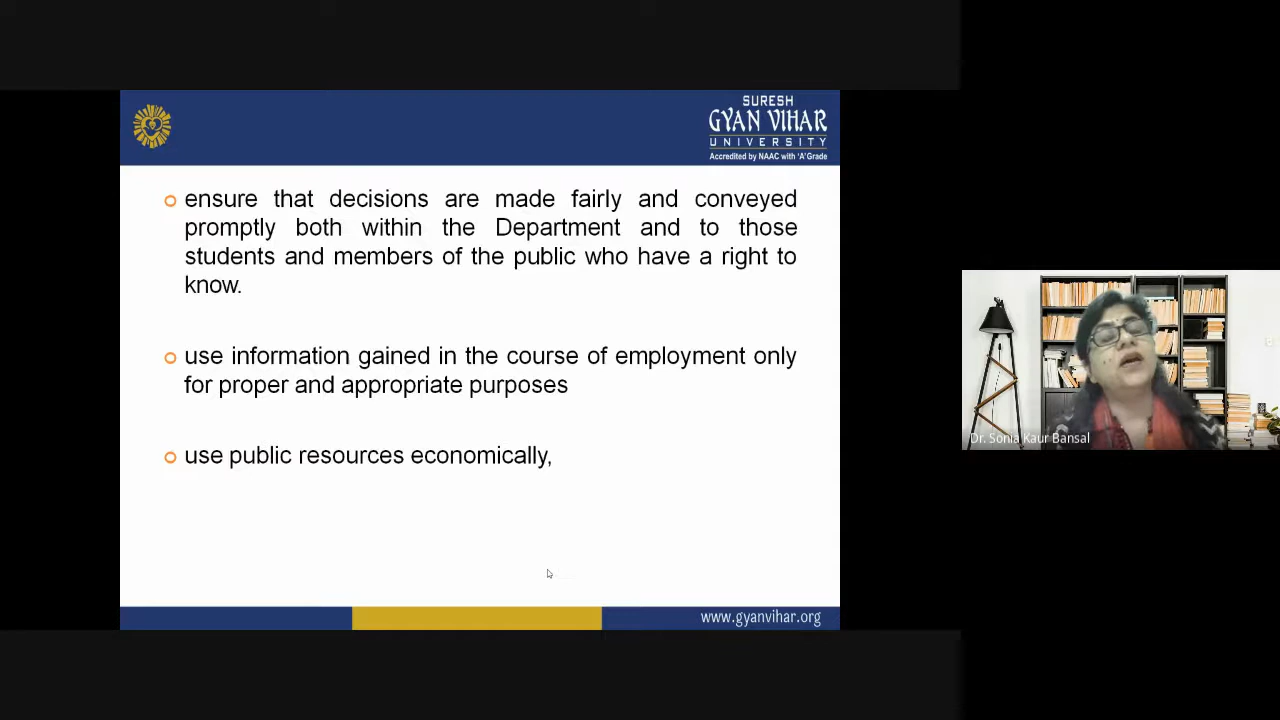 SURESH
GYAN VIHAR
UNIVERSITY
Accredited by NAAC with 'A' Grade
ensure that decisions are made fairly and conveyed
promptly both within the Department and to those
students and members of the public who have a right to
know.
use information gained in the course of employment only
for proper and appropriate purposes
use public resources economically,
Dr. Sonia Kaur Bansal
www.gyanvihar.org